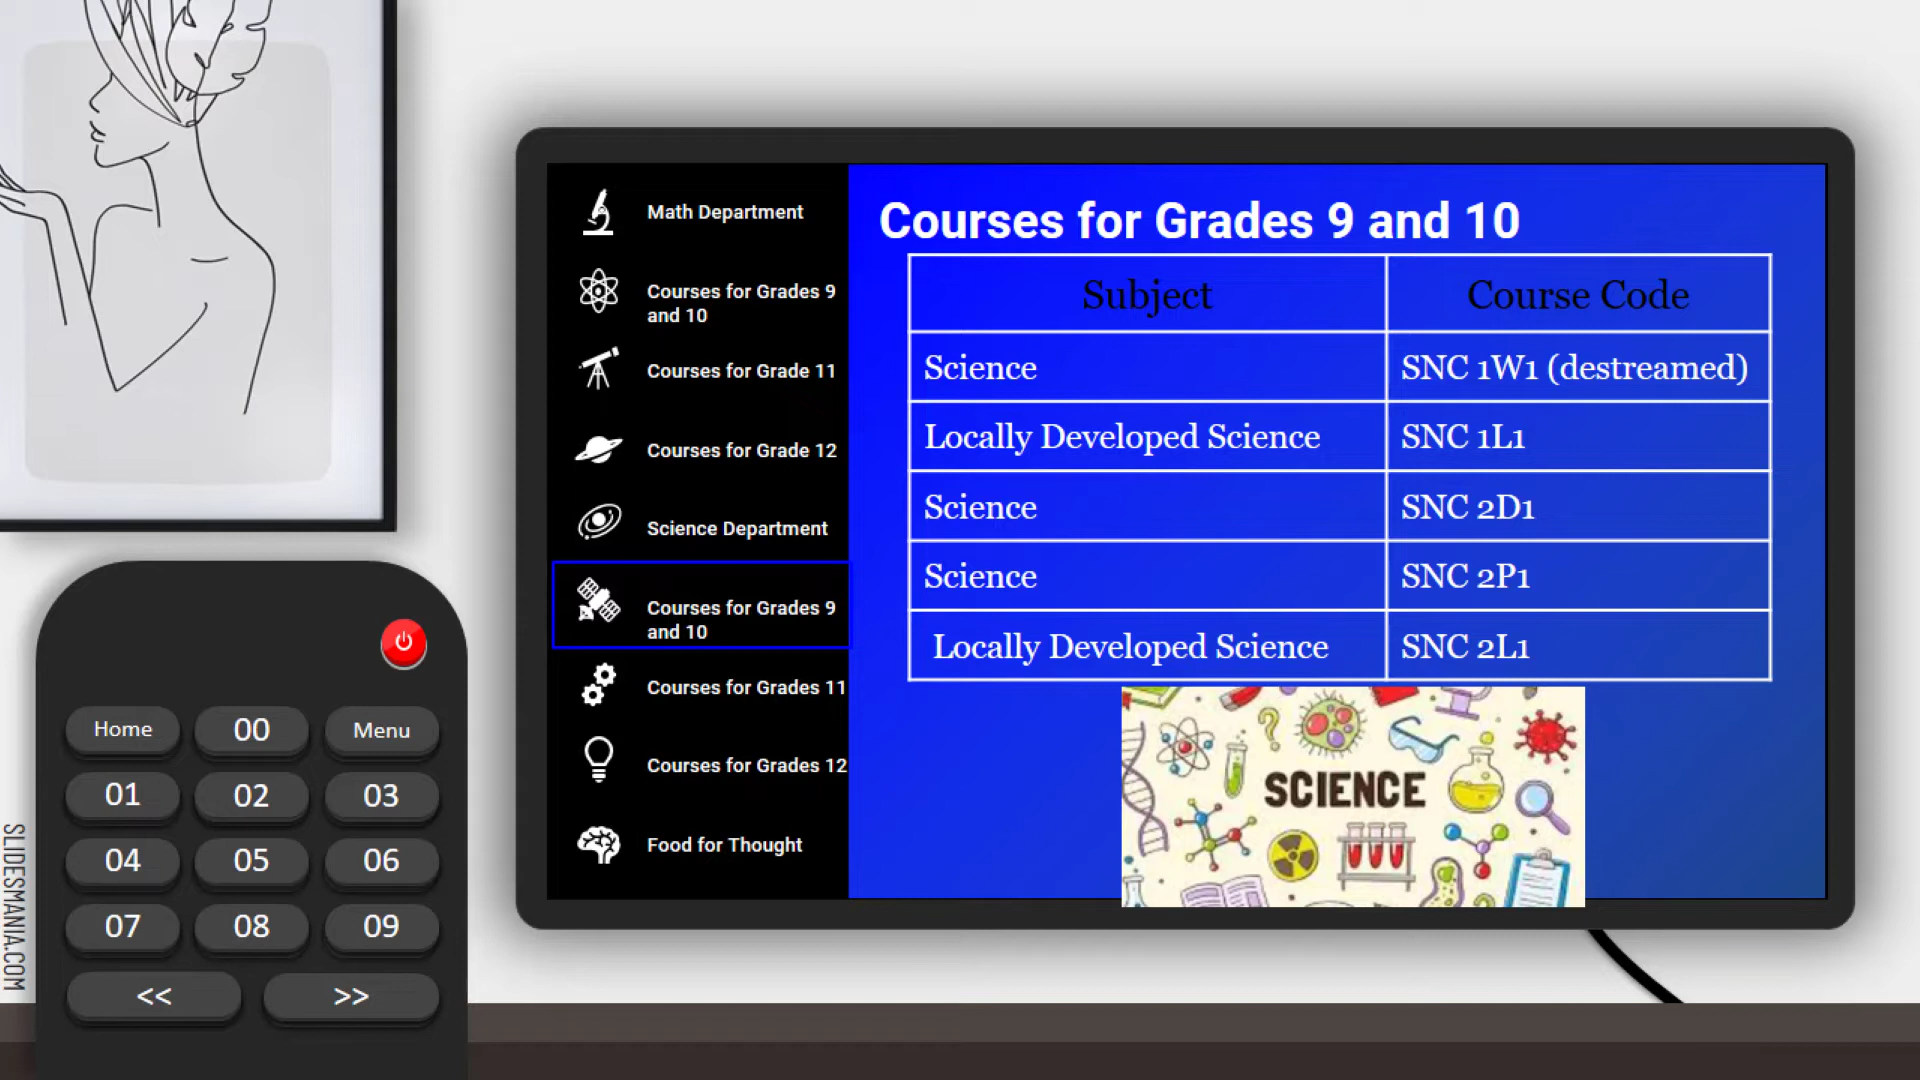 Math Department
Courses for Grades 9
and 10
Courses for Grade 11
Courses for Grade 12
Science Department
Courses for Grades 9
and 10
Courses for Grades 11
Courses for Grades 12
Food for Thought
Courses for Grades 9 and 10
Subject Course Code
Science SNC 1W1 (destreamed)
Locally Developed Science SNC 1L1
Science SNC 2D1
Science SNC 2P1
Locally Developed Science SNC 2L1
SCIENCE
Home 00 Menu
01 02 03
04 05 06
07 08 09
<< >>
SLIDESMANIA.COM